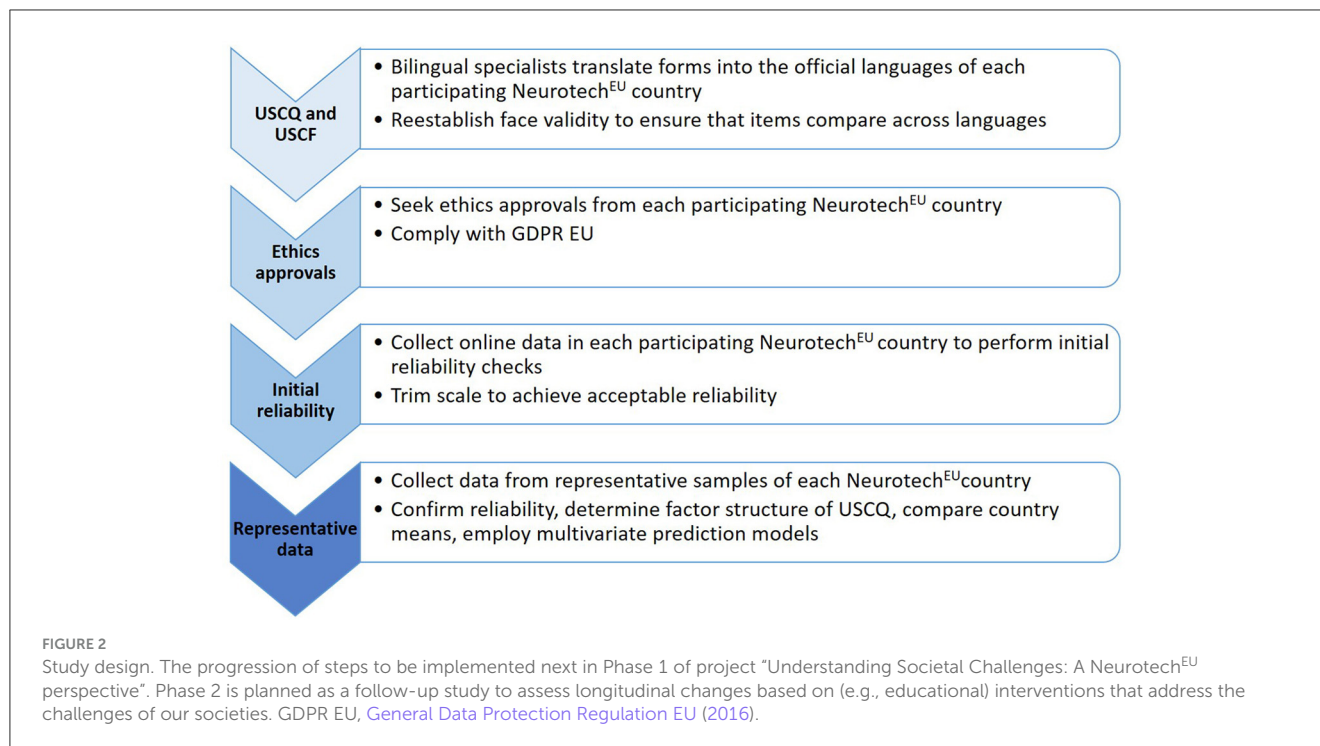 USCQ and
USCF
• Bilingual specialists translate forms into the official languages of each
participating Neurotech^EU country
• Reestablish face validity to ensure that items compare across languages
Ethics
approvals
• Seek ethics approvals from each participating Neurotech^EU country
• Comply with GDPR EU
Initial
reliability
• Collect online data in each participating Neurotech^EU country to perform initial
reliability checks
• Trim scale to achieve acceptable reliability
Representative
data
• Collect data from representative samples of each Neurotech^EU country
• Confirm reliability, determine factor structure of USCQ, compare country
means, employ multivariate prediction models
FIGURE 2
Study design. The progression of steps to be implemented next in Phase 1 of project "Understanding Societal Challenges: A Neurotech^EU
perspective". Phase 2 is planned as a follow-up study to assess longitudinal changes based on (e.g., educational) interventions that address the
challenges of our societies. GDPR EU, General Data Protection Regulation EU (2016).